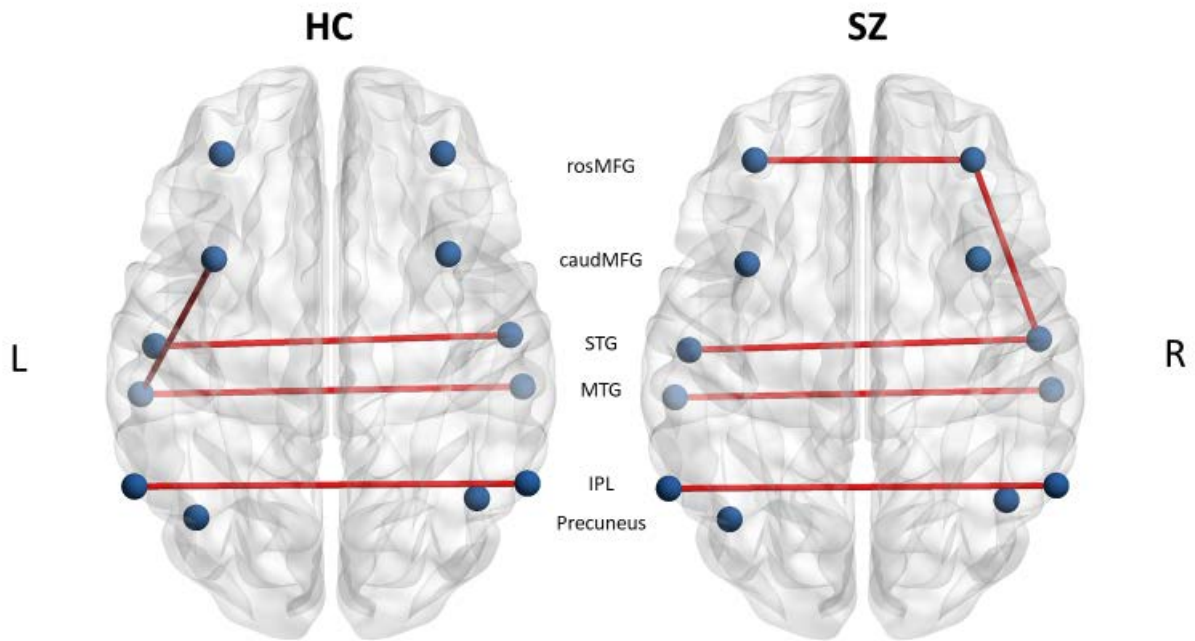 HC
SZ
rosMFG
caudMFG
STG
L
R
MTG
IPL
Precuneus